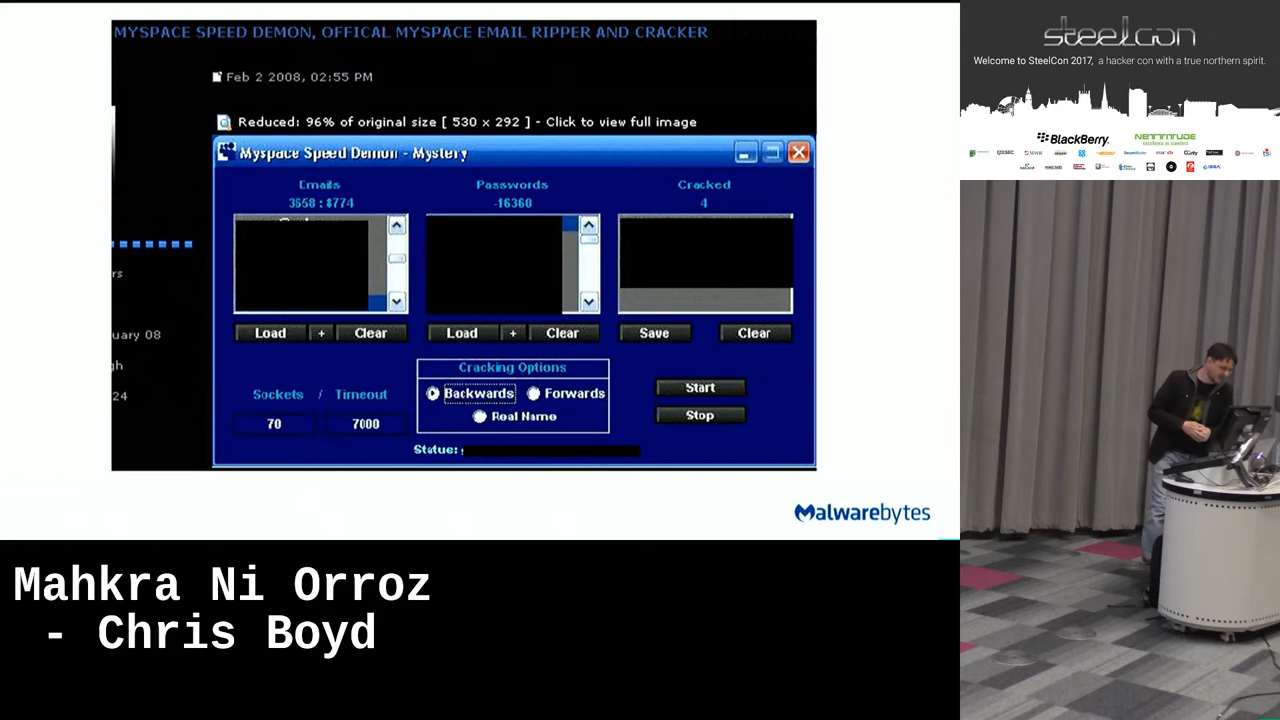 MYSPACE SPEED DEMON, OFFICAL MYSPACE EMAIL RIPPER AND CRACKER
Feb 2 2008, 02:55 PM
Reduced: 96% of original size [ 530 x 292 ] - Click to view full image
Myspace Speed Demon - Mystery
Emails
Passwords
Cracked
3658 : 8774
-16360
4
rs
uary 08
gh
24
Load
+
Clear
Load
+
Clear
Save
Clear
Cracking Options
Backwards
Forwards
Real Name
Sockets / Timeout
70
7000
Start
Stop
Status:
Malwarebytes
Mahkra Ni Orroz
- Chris Boyd
steelcon
Welcome to SteelCon 2017, a hacker con with a true northern spirit.
BlackBerry
NETTITUDE